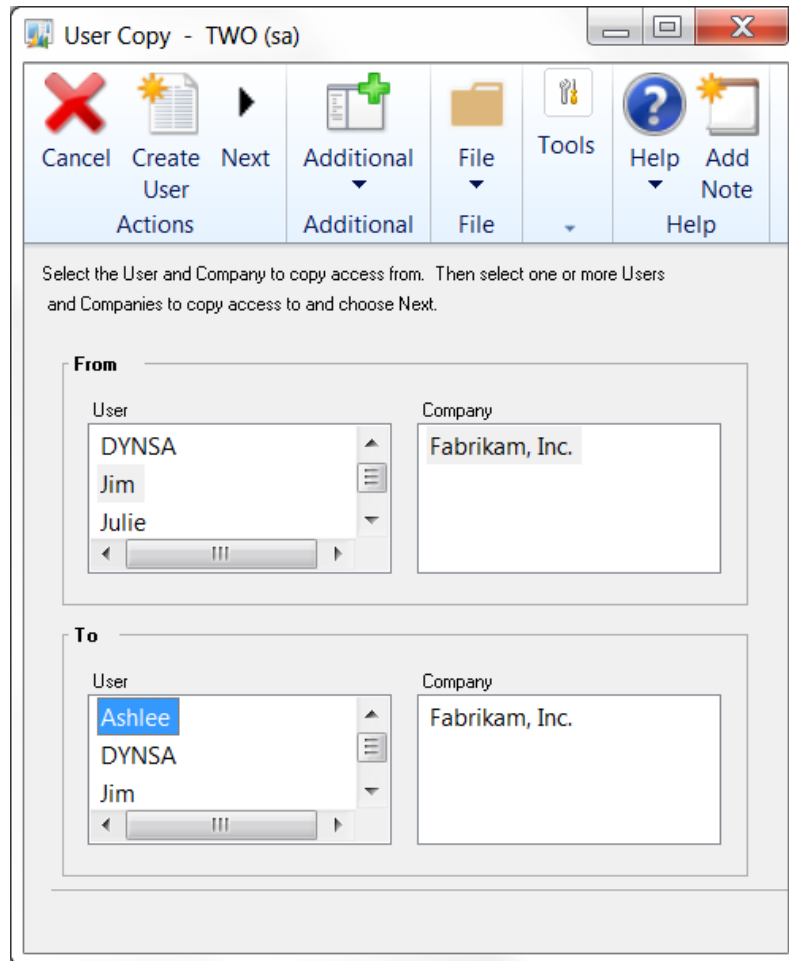 User Copy  -  TWO (sa)
Cancel Create User Next Additional File Tools Help Add Note
Actions Additional File Help
Select the User and Company to copy access from.  Then select one or more Users
and Companies to copy access to and choose Next.
From
User Company
DYNSA Fabrikam, Inc.
Jim
Julie
To
User Company
Ashlee Fabrikam, Inc.
DYNSA
Jim